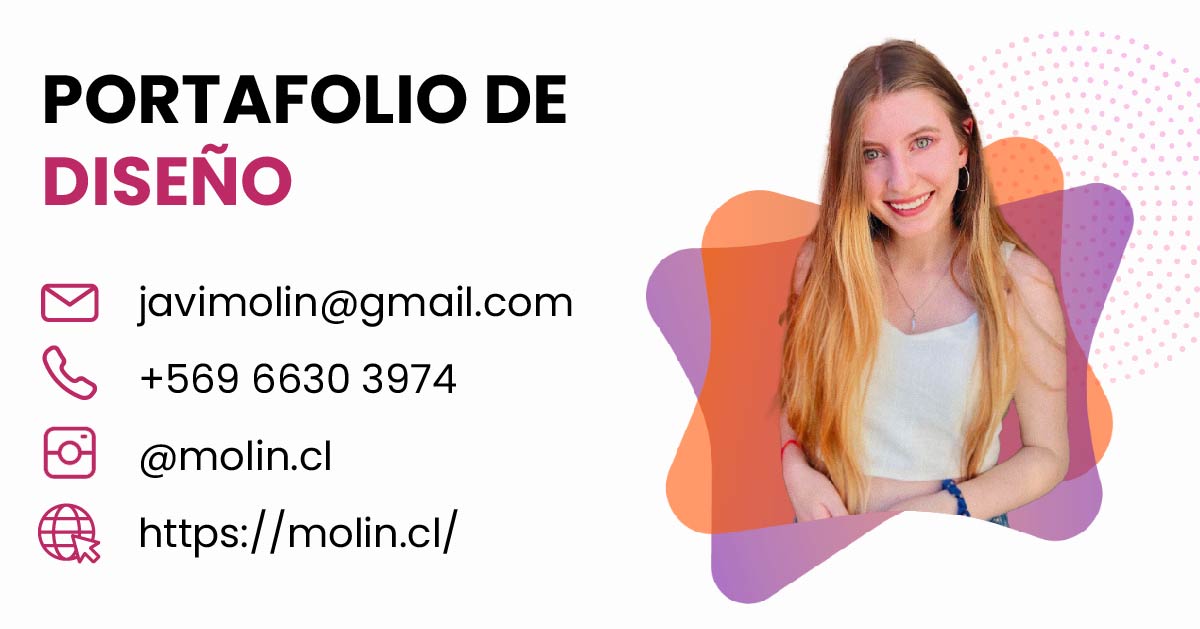 PORTAFOLIO DE
DISEÑO
javimolin@gmail.com
+569 6630 3974
@molin.cl
https://molin.cl/